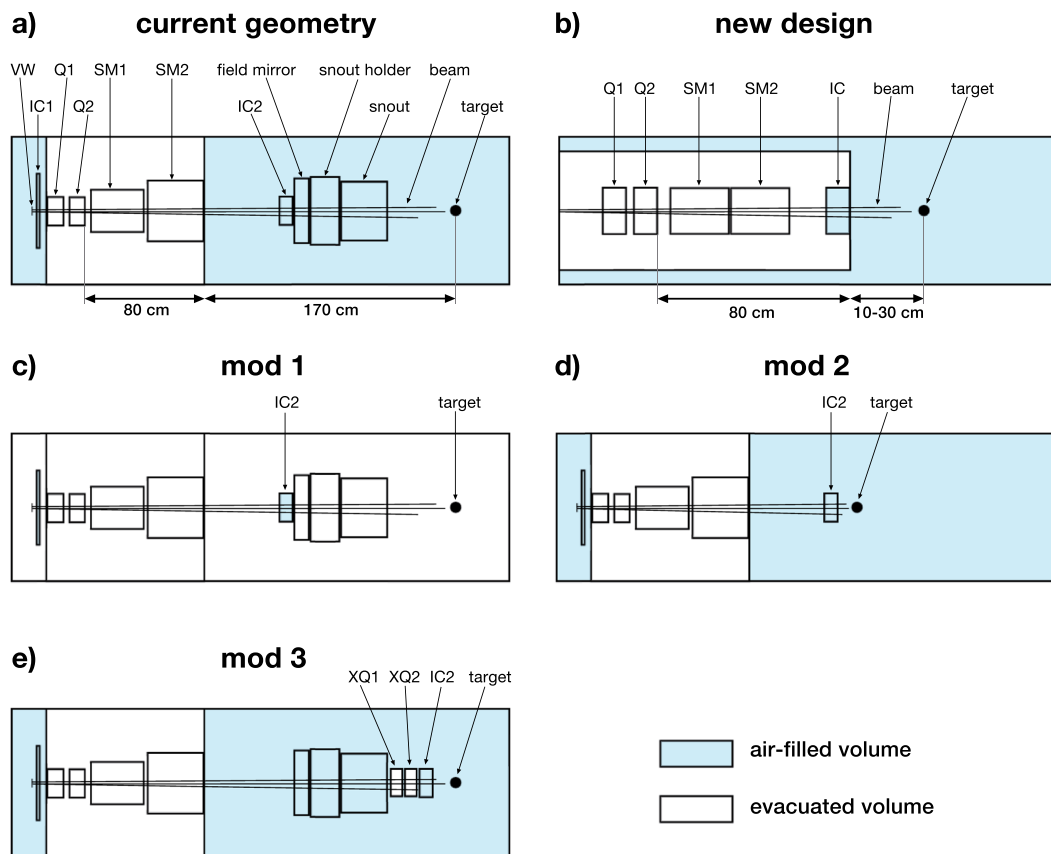 a) current geometry
VW Q1 SM1 SM2 field mirror snout holder beam
IC1 Q2 IC2 snout target
80 cm 170 cm
b) new design
Q1 Q2 SM1 SM2 IC beam target
80 cm 10-30 cm
c) mod 1
IC2 target
d) mod 2
IC2 target
e) mod 3
XQ1 XQ2 IC2 target
air-filled volume
evacuated volume